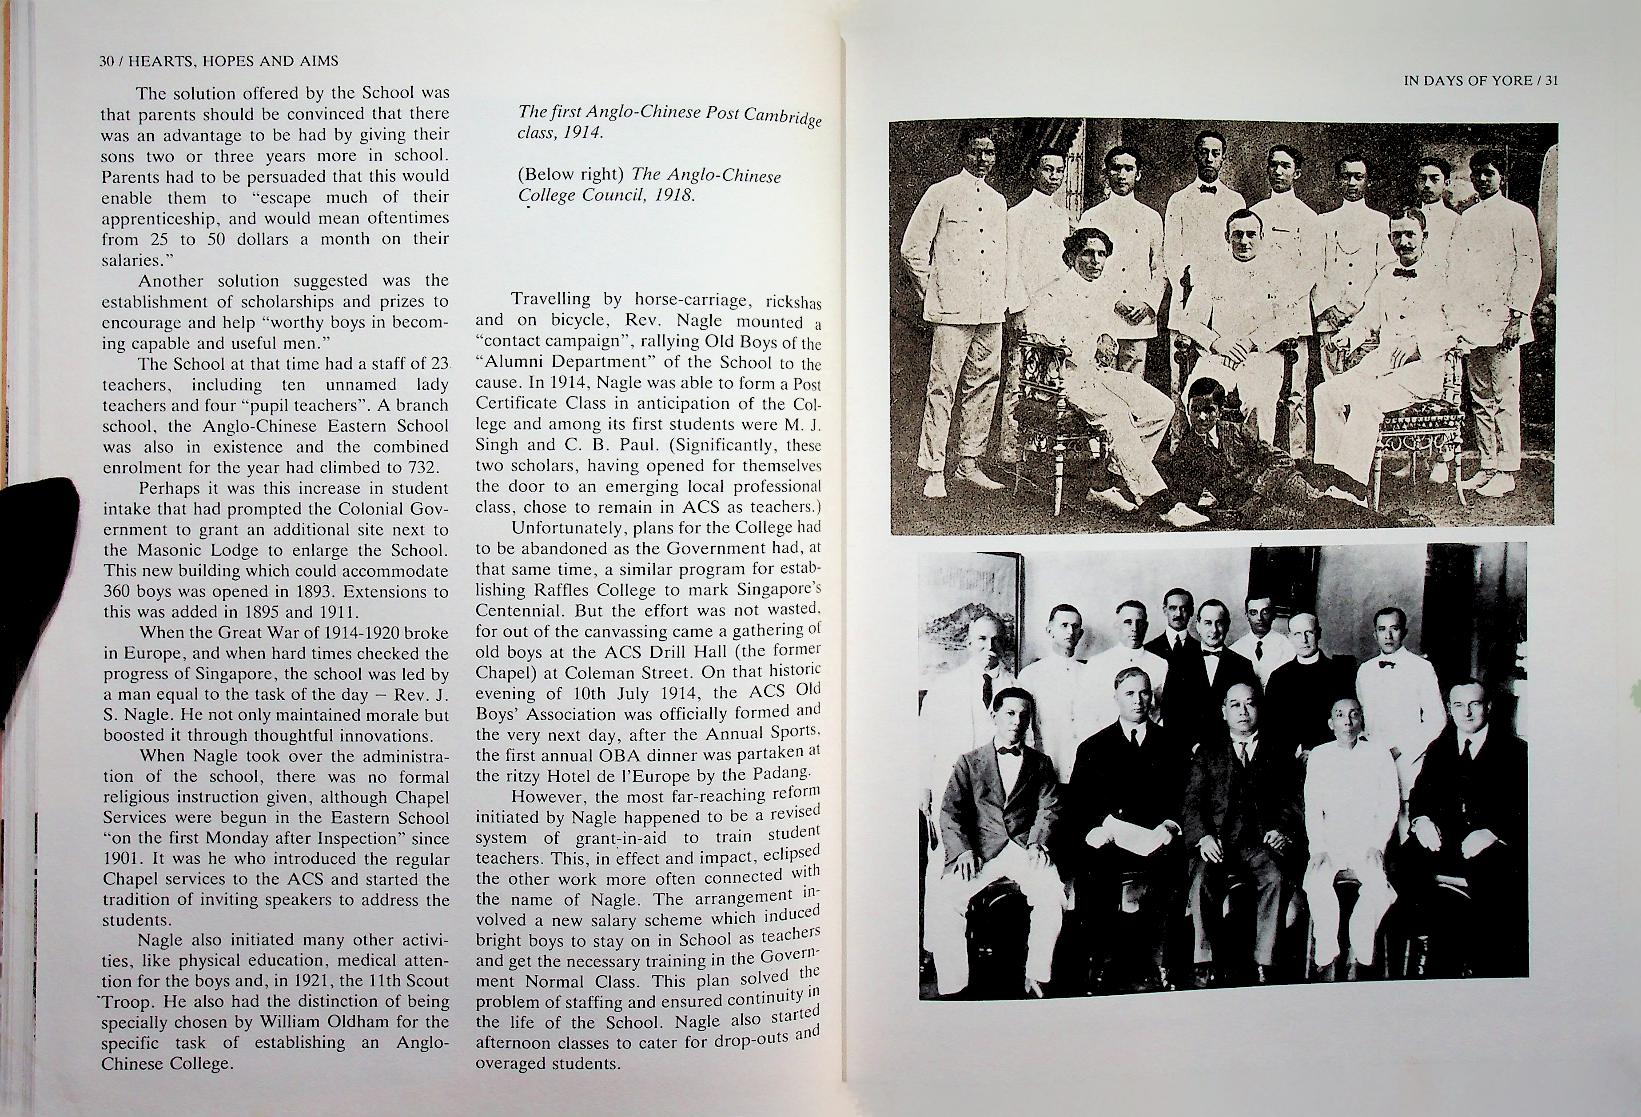 30 / HEARTS, HOPES AND AIMS
The solution offered by the School was
that parents should be convinced that there
was an advantage to be had by giving their
sons two or three years more in school.
Parents had to be persuaded that this would
enable them to “escape much of their
apprenticeship, and would mean oftentimes
from 25 to 50 dollars a month on their
salaries.”
Another solution suggested was the
establishment of scholarships and prizes to
encourage and help “worthy boys in becom-
ing capable and useful men.”
The School at that time had a staff of 23
teachers, including ten unnamed lady
teachers and four “pupil teachers”. A branch
school, the Anglo-Chinese Eastern School
was also in existence and the combined
enrolment for the year had climbed to 732.
Perhaps it was this increase in student
intake that had prompted the Colonial Gov-
ernment to grant an additional site next to
the Masonic Lodge to enlarge the School.
This new building which could accommodate
360 boys was opened in 1893. Extensions to
this was added in 1895 and 1911.
When the Great War of 1914-1920 broke
in Europe, and when hard times checked the
progress of Singapore, the school was led by
a man equal to the task of the day – Rev. J.
S. Nagle. He not only maintained morale but
boosted it through thoughtful innovations.
When Nagle took over the administra-
tion of the school, there was no formal
religious instruction given, although Chapel
Services were begun in the Eastern School
“on the first Monday after Inspection” since
1901. It was he who introduced the regular
Chapel services to the ACS and started the
tradition of inviting speakers to address the
students.
Nagle also initiated many other activi-
ties, like physical education, medical atten-
tion for the boys and, in 1921, the 11th Scout
Troop. He also had the distinction of being
specially chosen by William Oldham for the
specific task of establishing an Anglo-
Chinese College.
The first Anglo-Chinese Post Cambridge
class, 1914.
(Below right) The Anglo-Chinese
College Council, 1918.
Travelling by horse-carriage, rickshas
and on bicycle, Rev. Nagle mounted a
“contact campaign”, rallying Old Boys of the
“Alumni Department” of the School to the
cause. In 1914, Nagle was able to form a Post
Certificate Class in anticipation of the Col-
lege and among its first students were M. J.
Singh and C. B. Paul. (Significantly, these
two scholars, having opened for themselves
the door to an emerging local professional
class, chose to remain in ACS as teachers.)
Unfortunately, plans for the College had
to be abandoned as the Government had, at
that same time, a similar program for estab-
lishing Raffles College to mark Singapore’s
Centennial. But the effort was not wasted,
for out of the canvassing came a gathering of
old boys at the ACS Drill Hall (the former
Chapel) at Coleman Street. On that historic
evening of 10th July 1914, the ACS Old
Boys’ Association was officially formed and
the very next day, after the Annual Sports,
the first annual OBA dinner was partaken at
the ritzy Hotel de l’Europe by the Padang.
However, the most far-reaching reform
initiated by Nagle happened to be a revised
system of grant-in-aid to train student
teachers. This, in effect and impact, eclipsed
the other work more often connected with
the name of Nagle. The arrangement in-
volved a new salary scheme which induced
bright boys to stay on in School as teachers
and get the necessary training in the Govern-
ment Normal Class. This plan solved the
problem of staffing and ensured continuity in
the life of the School. Nagle also started
afternoon classes to cater for drop-outs and
overaged students.
IN DAYS OF YORE / 31